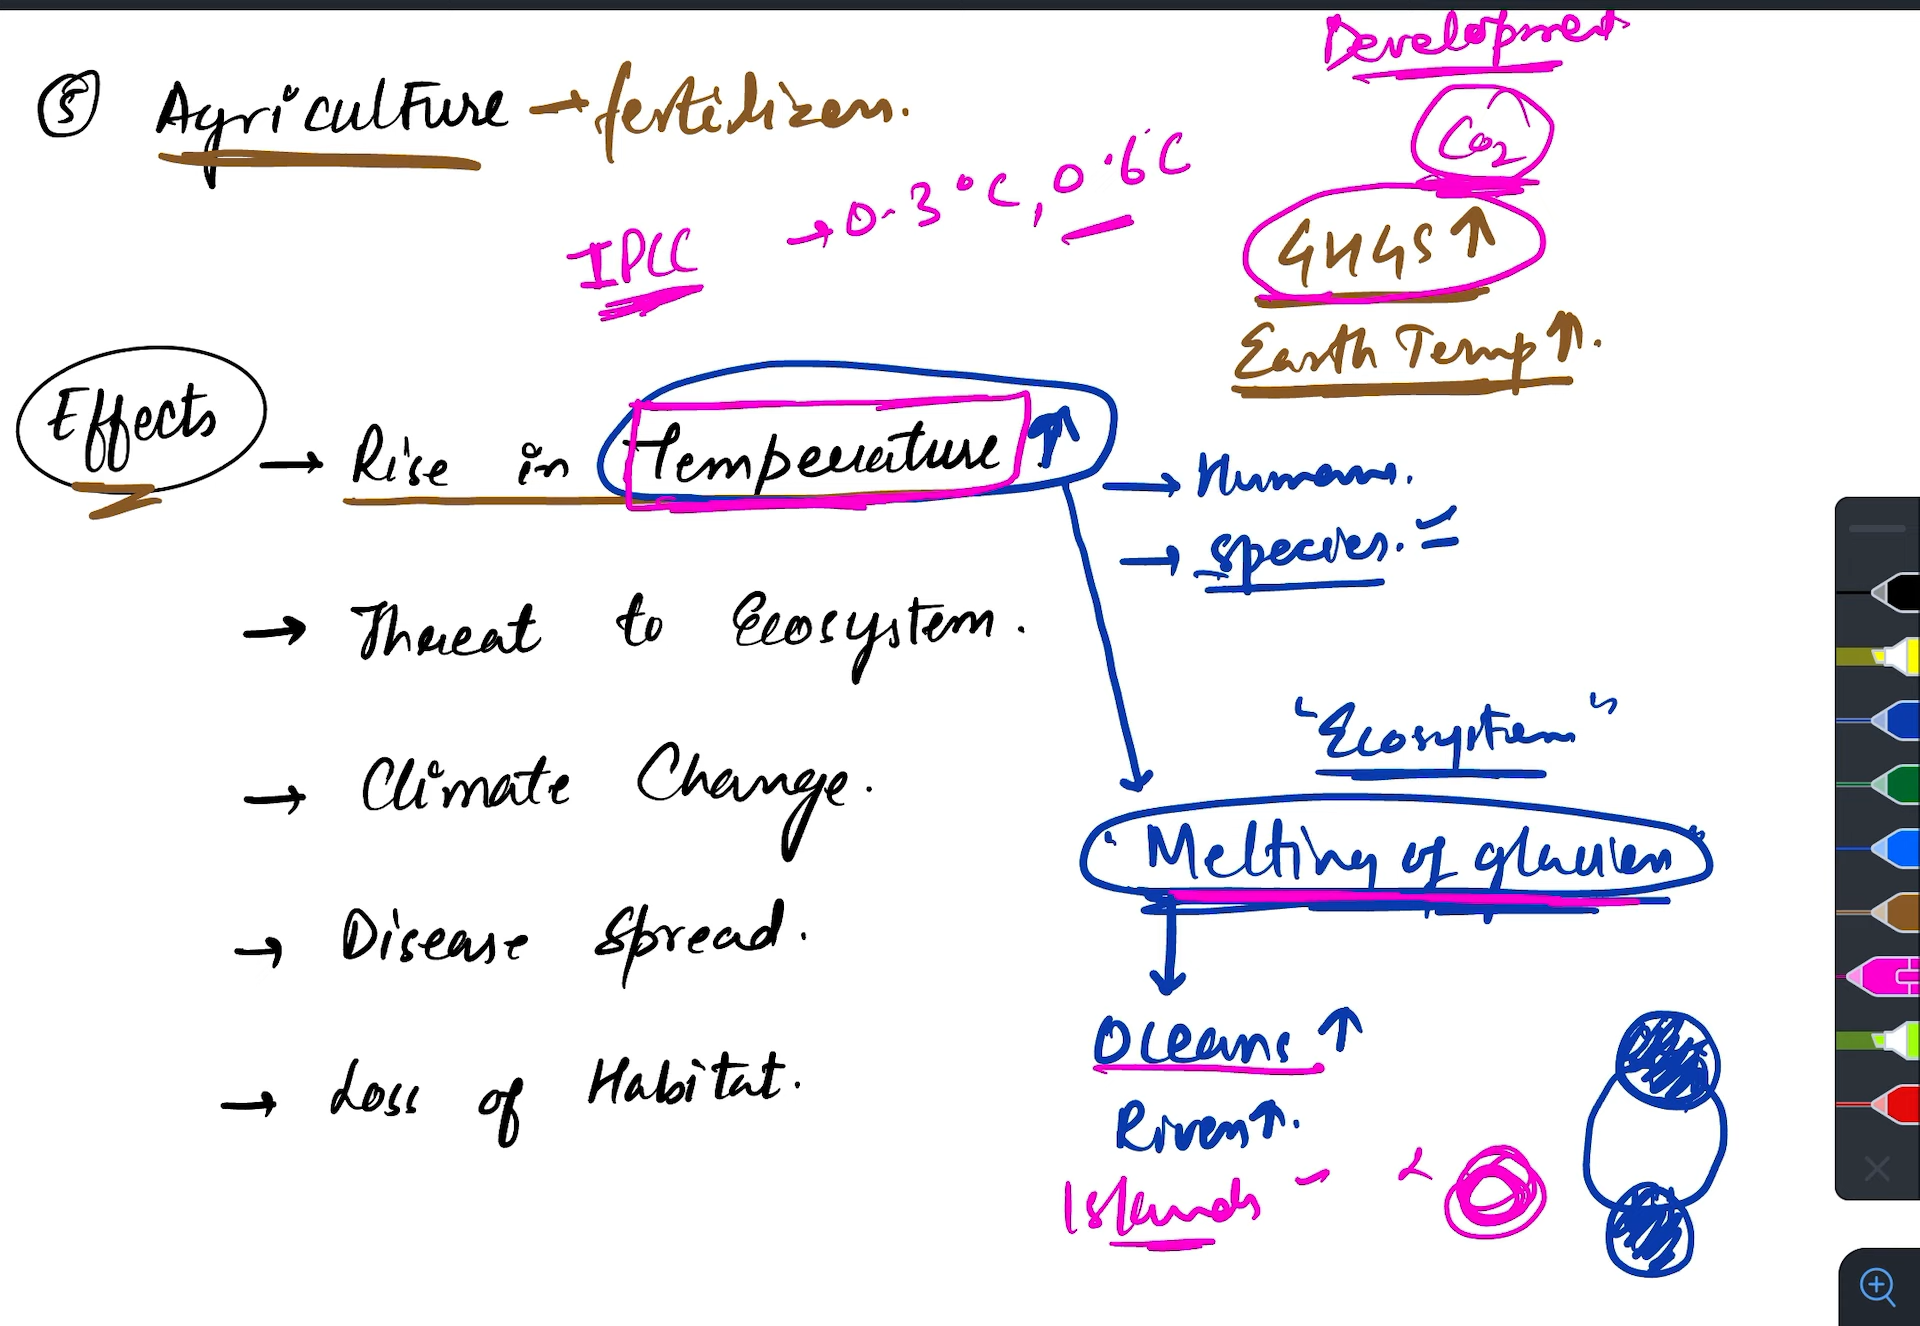 Development
⑤ Agriculture → fertilizers.
CO2
IPCC → 0.3°C, 0.6C
GHGS ↑
Earth Temp ↑.
Effects → Rise in Temperature ↑
→ Humans.
→ species.
→ Threat to Ecosystem.
"Ecosystem"
→ Climate Change.
"Melting of glaciers"
→ Disease Spread.
Oceans ↑
→ Loss of Habitat.
Rivers ↑.
Islands